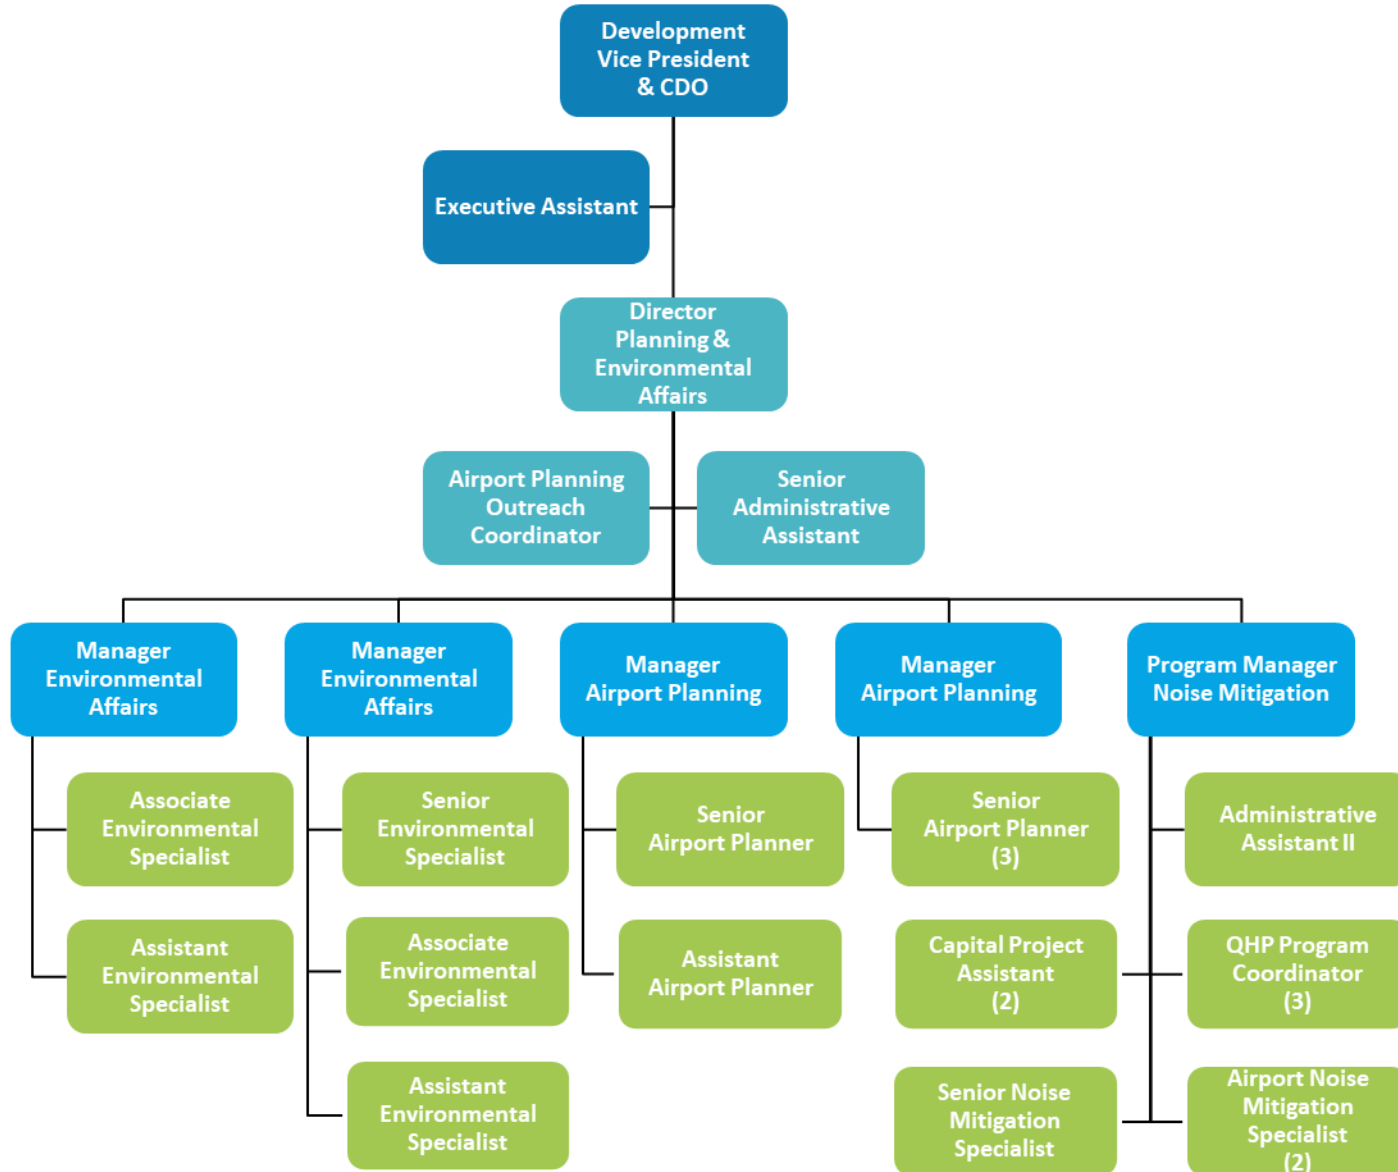 Development
Vice President
& CDO
Executive Assistant
Director
Planning &
Environmental
Affairs
Airport Planning
Outreach
Coordinator
Senior
Administrative
Assistant
Manager
Environmental
Affairs
Manager
Environmental
Affairs
Manager
Airport Planning
Manager
Airport Planning
Program Manager
Noise Mitigation
Associate
Environmental
Specialist
Senior
Environmental
Specialist
Senior
Airport Planner
Senior
Airport Planner
(3)
Administrative
Assistant II
Assistant
Environmental
Specialist
Associate
Environmental
Specialist
Assistant
Airport Planner
Capital Project
Assistant
(2)
QHP Program
Coordinator
(3)
Assistant
Environmental
Specialist
Senior Noise
Mitigation
Specialist
Airport Noise
Mitigation
Specialist
(2)